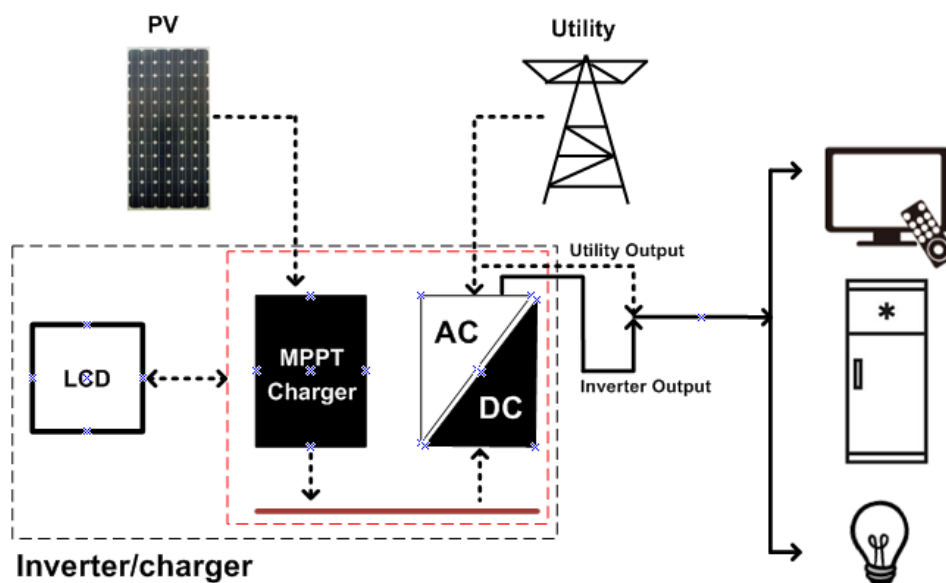 PV
Utility
Utility Output
LCD
MPPT
Charger
AC
DC
Inverter Output
Inverter/charger